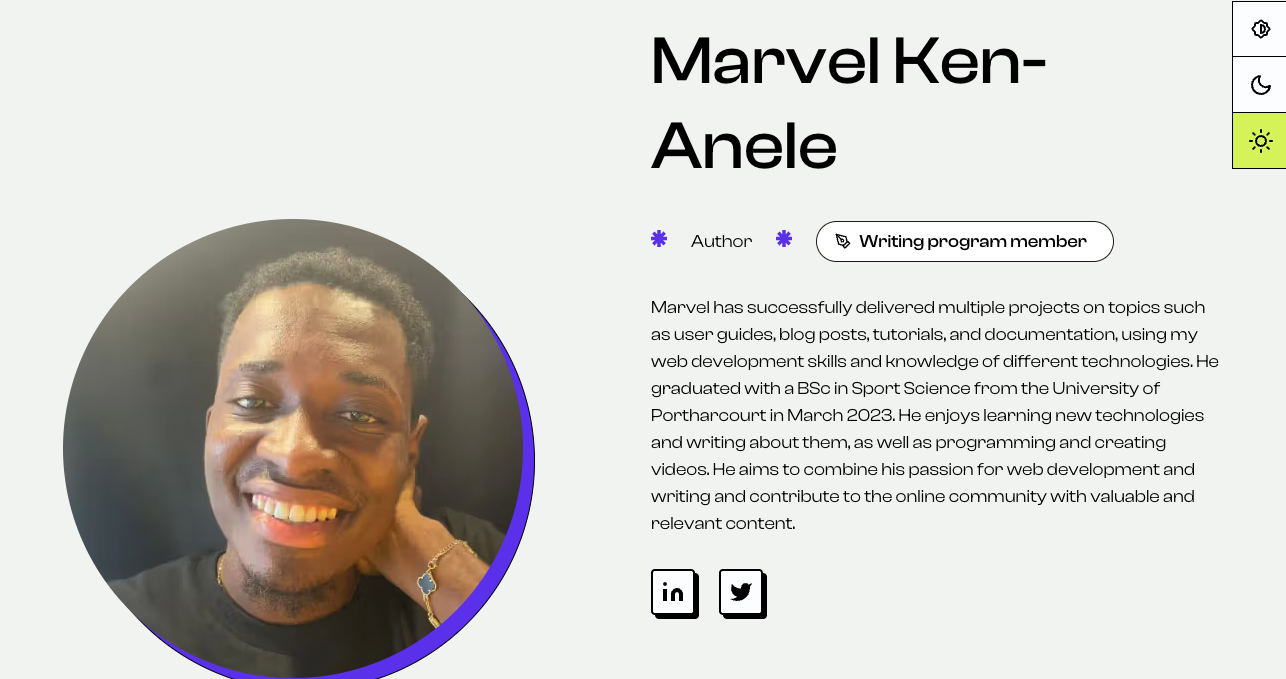 Marvel Ken-
Anele
Author
Writing program member
Marvel has successfully delivered multiple projects on topics such
as user guides, blog posts, tutorials, and documentation, using my
web development skills and knowledge of different technologies. He
graduated with a BSc in Sport Science from the University of
Portharcourt in March 2023. He enjoys learning new technologies
and writing about them, as well as programming and creating
videos. He aims to combine his passion for web development and
writing and contribute to the online community with valuable and
relevant content.
in